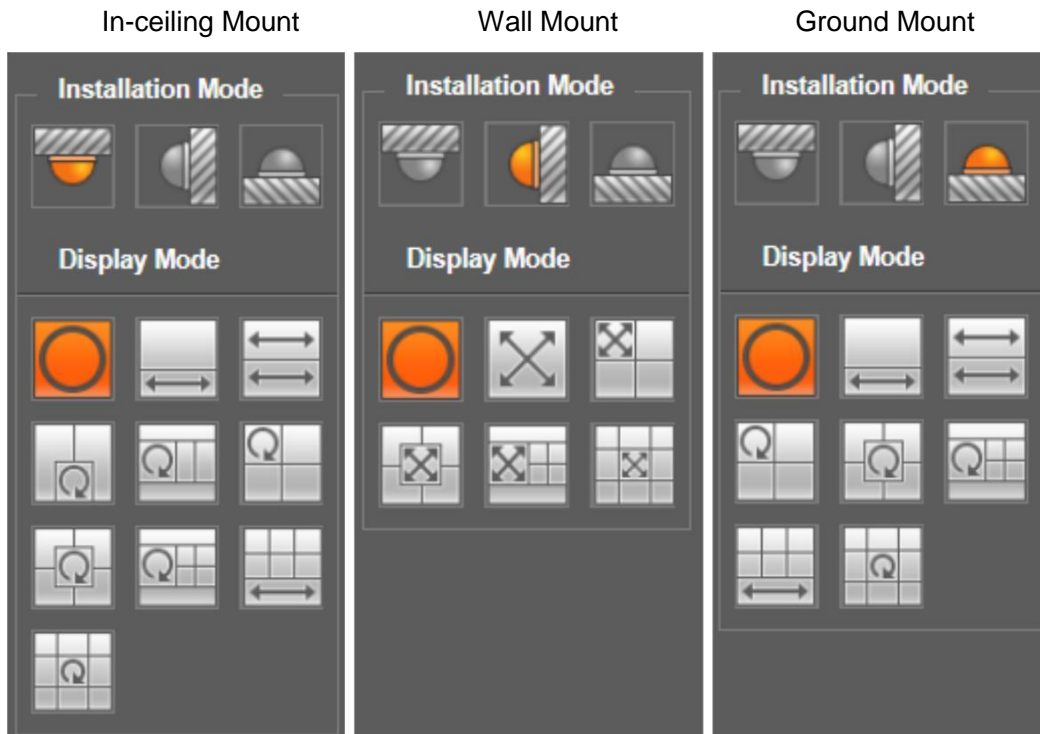 In-ceiling Mount
Wall Mount
Ground Mount
Installation Mode
Installation Mode
Installation Mode
Display Mode
Display Mode
Display Mode